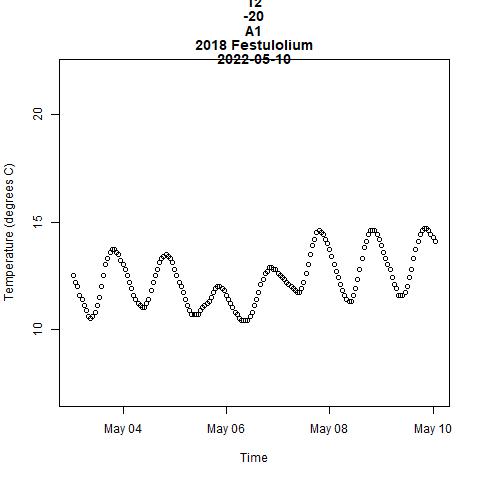 T2
-20
A1
2018 Festulolium
2022-05-10
Temperature (degrees C)
20
15
10
May 04
May 06
May 08
May 10
Time